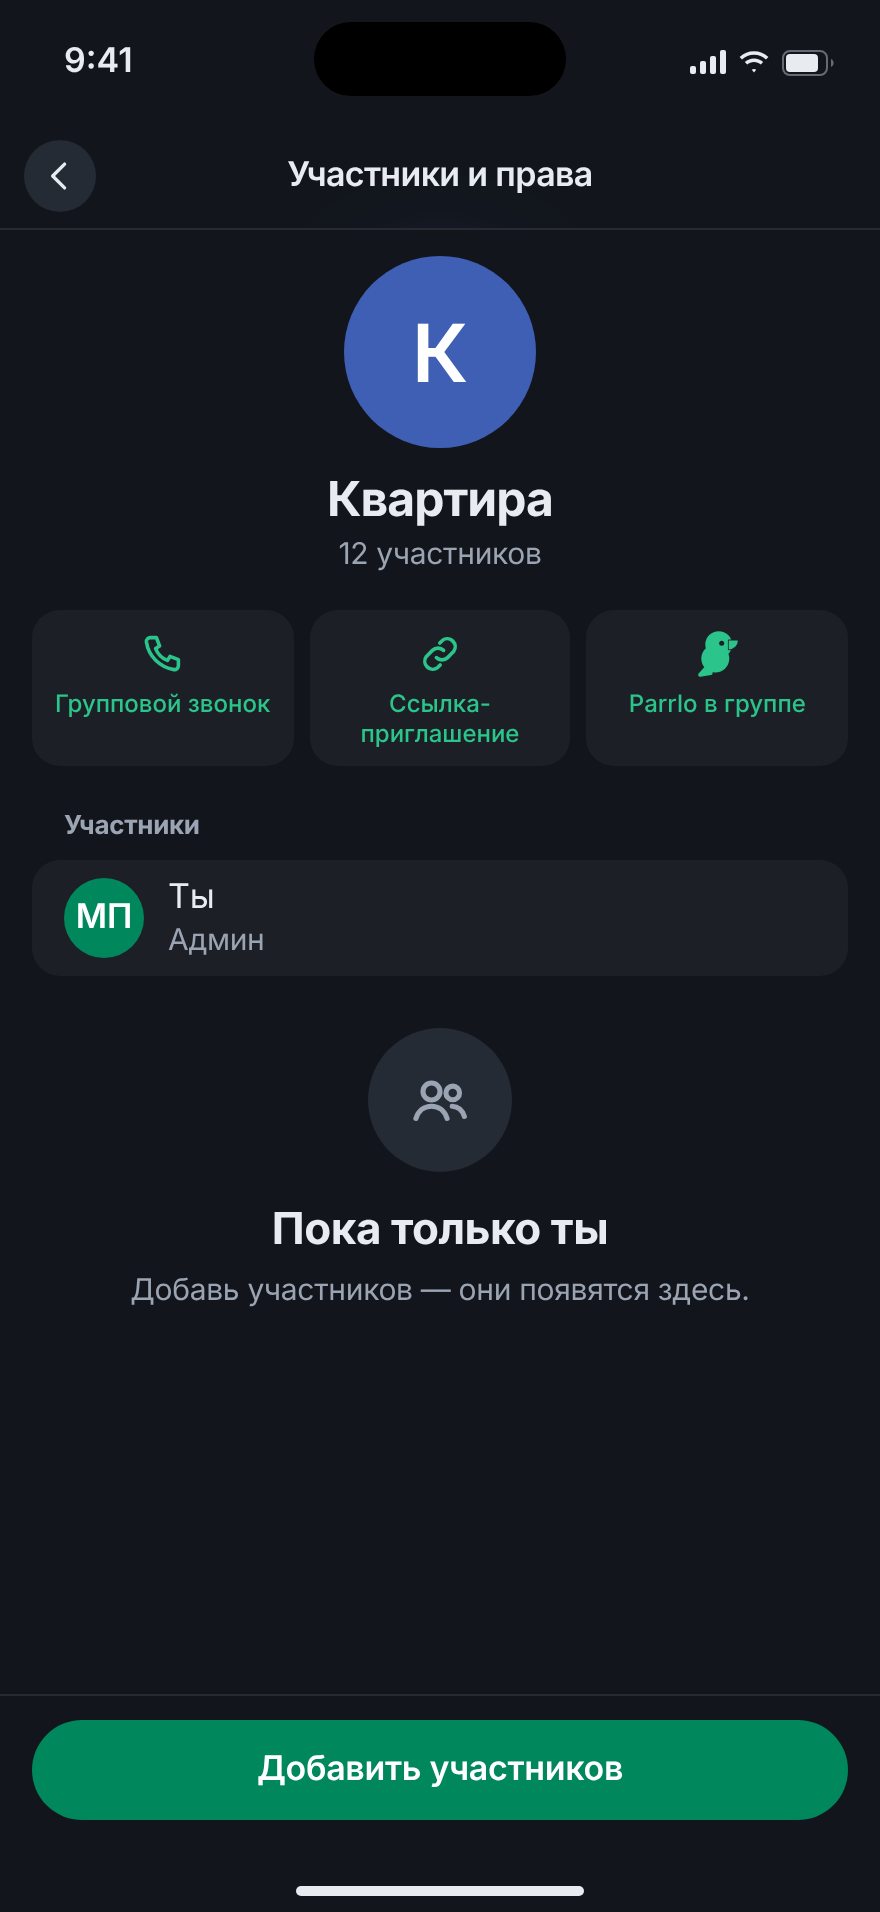 9:41
Участники и права
К
Квартира
12 участников
Групповой звонок
Ссылка-
приглашение
Parrlo в группе
Участники
МП
Ты
Админ
Пока только ты
Добавь участников — они появятся здесь.
Добавить участников